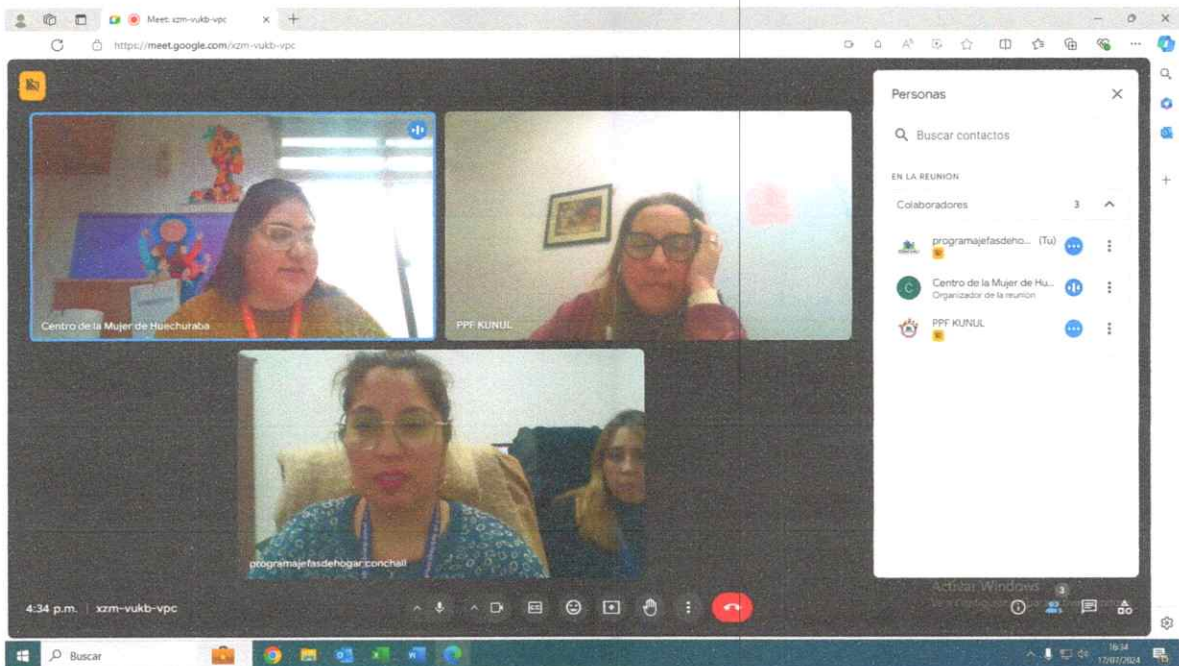 Meet: xzm-vukb-vpc
https://meet.google.com/xzm-vukb-vpc
Personas
Buscar contactos
EN LA REUNIÓN
Colaboradores 3
programajefasdeho... (Tú)
Centro de la Mujer de Hu...
Organizador de la reunión
PPF KUNUL
Centro de la Mujer de Huechuraba
PPF KUNUL
programajefasdehogar.conchali
Activar Windows
3
4:34 p.m. xzm-vukb-vpc
Buscar
16:34
17/07/2024